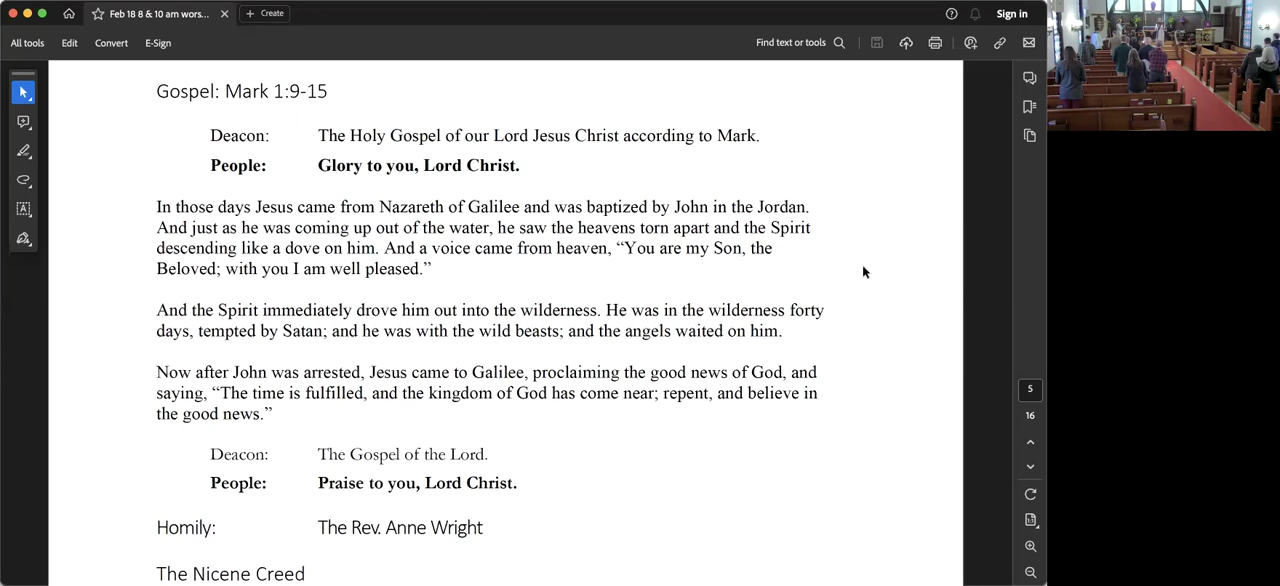 Feb 18 8 & 10 am wors...
Create
Sign in
All tools
Edit
Convert
E-Sign
Find text or tools
Gospel: Mark 1:9-15
Deacon: The Holy Gospel of our Lord Jesus Christ according to Mark.
People: Glory to you, Lord Christ.
In those days Jesus came from Nazareth of Galilee and was baptized by John in the Jordan.
And just as he was coming up out of the water, he saw the heavens torn apart and the Spirit
descending like a dove on him. And a voice came from heaven, “You are my Son, the
Beloved; with you I am well pleased.”
And the Spirit immediately drove him out into the wilderness. He was in the wilderness forty
days, tempted by Satan; and he was with the wild beasts; and the angels waited on him.
Now after John was arrested, Jesus came to Galilee, proclaiming the good news of God, and
saying, “The time is fulfilled, and the kingdom of God has come near; repent, and believe in
the good news.”
Deacon: The Gospel of the Lord.
People: Praise to you, Lord Christ.
Homily: The Rev. Anne Wright
The Nicene Creed
5
16